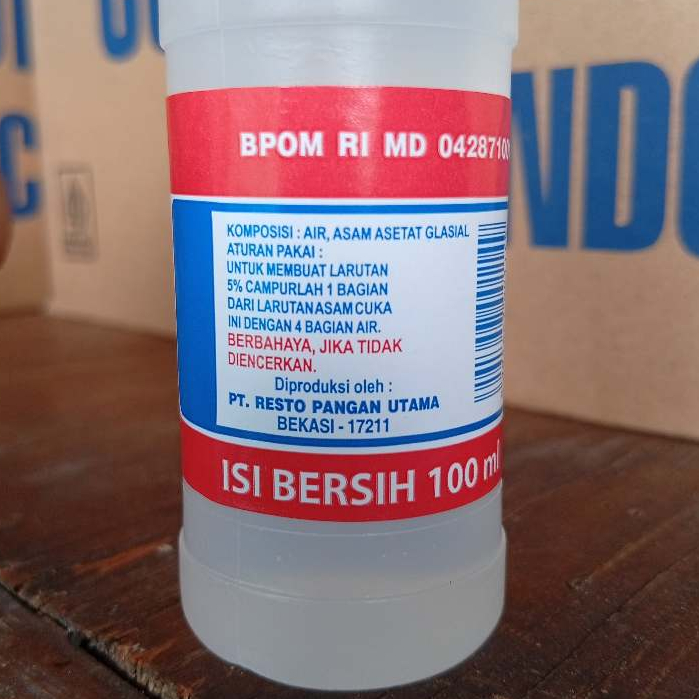 BPOM RI MD 04287100
KOMPOSISI : AIR, ASAM ASETAT GLASIAL
ATURAN PAKAI :
UNTUK MEMBUAT LARUTAN
5% CAMPURLAH 1 BAGIAN
DARI LARUTAN ASAM CUKA
INI DENGAN 4 BAGIAN AIR.
BERBAHAYA, JIKA TIDAK
DIENCERKAN.
Diproduksi oleh :
PT. RESTO PANGAN UTAMA
BEKASI - 17211
ISI BERSIH 100 ml